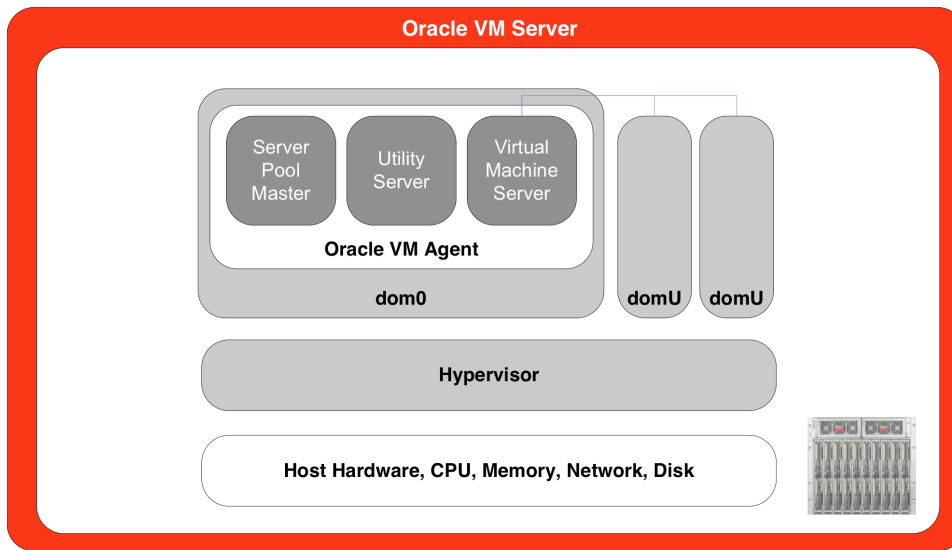 Oracle VM Server
Server
Pool
Master
Utility
Server
Virtual
Machine
Server
Oracle VM Agent
dom0
domU
domU
Hypervisor
Host Hardware, CPU, Memory, Network, Disk